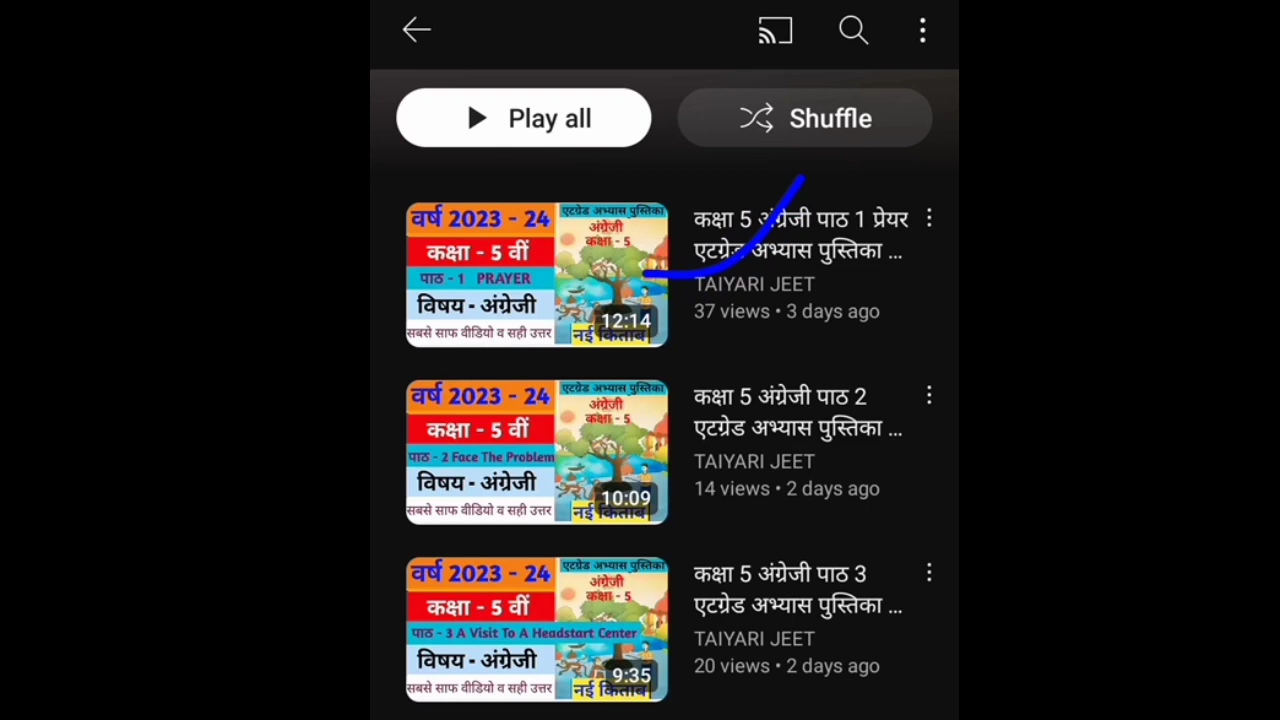 Play all
Shuffle
वर्ष 2023 - 24
कक्षा - 5 वीं
पाठ - 1 PRAYER
विषय - अंग्रेजी
सबसे साफ वीडियो व सही उत्तर
एटग्रेड अभ्यास पुस्तिका
अंग्रेजी
कक्षा - 5
12:14
नई किताब
कक्षा 5 अंग्रेजी पाठ 1 प्रेयर
एटग्रेड अभ्यास पुस्तिका ...
TAIYARI JEET
37 views • 3 days ago
वर्ष 2023 - 24
कक्षा - 5 वीं
पाठ - 2 Face The Problem
विषय - अंग्रेजी
सबसे साफ वीडियो व सही उत्तर
एटग्रेड अभ्यास पुस्तिका
अंग्रेजी
कक्षा - 5
10:09
नई किताब
कक्षा 5 अंग्रेजी पाठ 2
एटग्रेड अभ्यास पुस्तिका ...
TAIYARI JEET
14 views • 2 days ago
वर्ष 2023 - 24
कक्षा - 5 वीं
पाठ - 3 A Visit To A Headstart Center
विषय - अंग्रेजी
सबसे साफ वीडियो व सही उत्तर
एटग्रेड अभ्यास पुस्तिका
अंग्रेजी
कक्षा - 5
9:35
नई किताब
कक्षा 5 अंग्रेजी पाठ 3
एटग्रेड अभ्यास पुस्तिका ...
TAIYARI JEET
20 views • 2 days ago